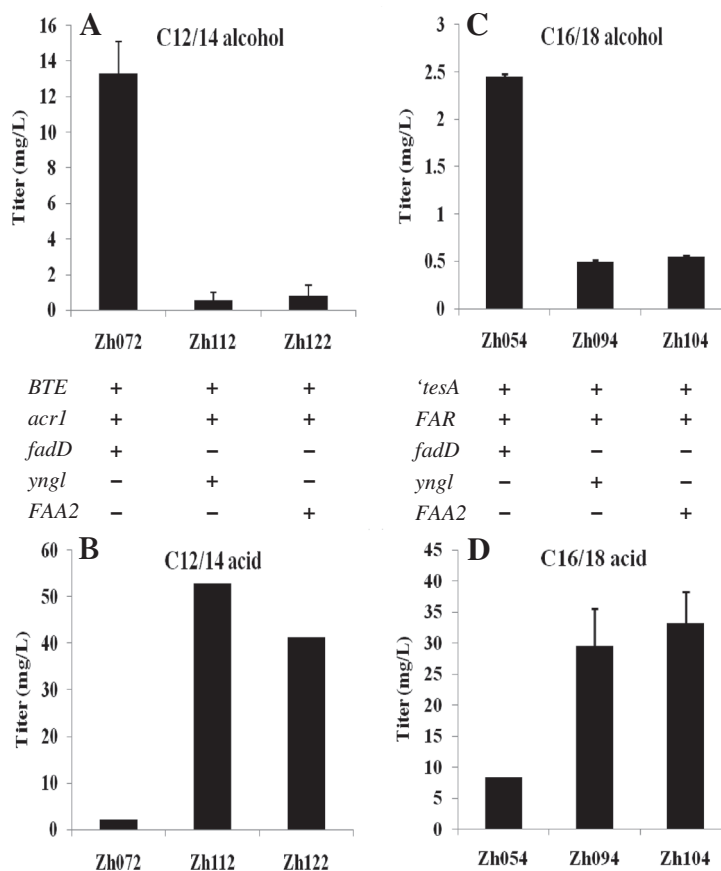 A
C12/14 alcohol
Titer (mg/L)
16
14
12
10
8
6
4
2
0
Zh072 Zh112 Zh122
C
C16/18 alcohol
Titer (mg/L)
3
2.5
2
1.5
1
0.5
0
Zh054 Zh094 Zh104
BTE + + +
acr1 + + +
fadD + − −
yngl − + −
FAA2 − − +
'tesA + + +
FAR + + +
fadD + − −
yngl − + −
FAA2 − − +
B
C12/14 acid
Titer (mg/L)
60
50
40
30
20
10
0
Zh072 Zh112 Zh122
D
C16/18 acid
Titer (mg/L)
45
40
35
30
25
20
15
10
5
0
Zh054 Zh094 Zh104